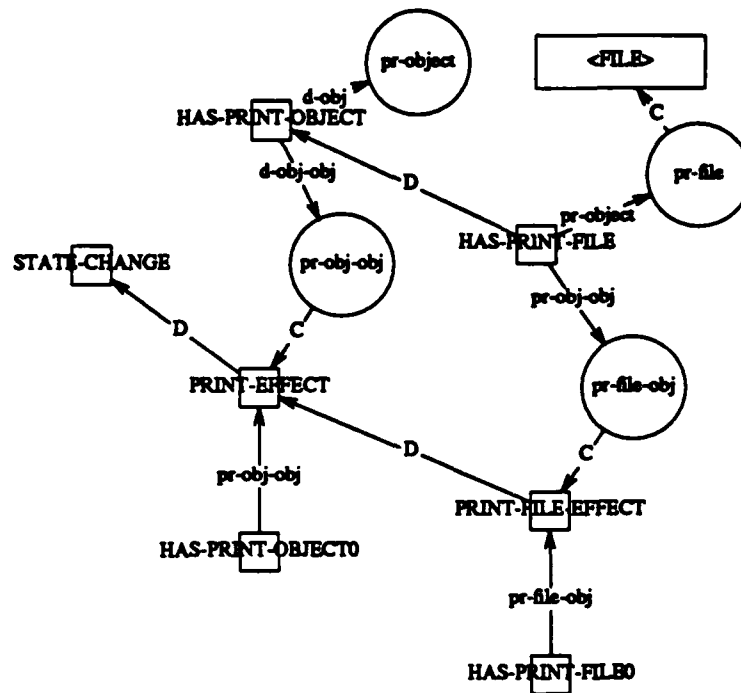 pr-object
<FILE>
d-obj
HAS-PRINT-OBJECT
C
d-obj-obj
D
pr-file
pr-object
HAS-PRINT-FILE
STATE-CHANGE
pr-obj-obj
pr-obj-obj
D
C
PRINT-EFFECT
pr-file-obj
D
C
pr-obj-obj
PRINT-FILE-EFFECT
HAS-PRINT-OBJECT0
pr-file-obj
HAS-PRINT-FILE0